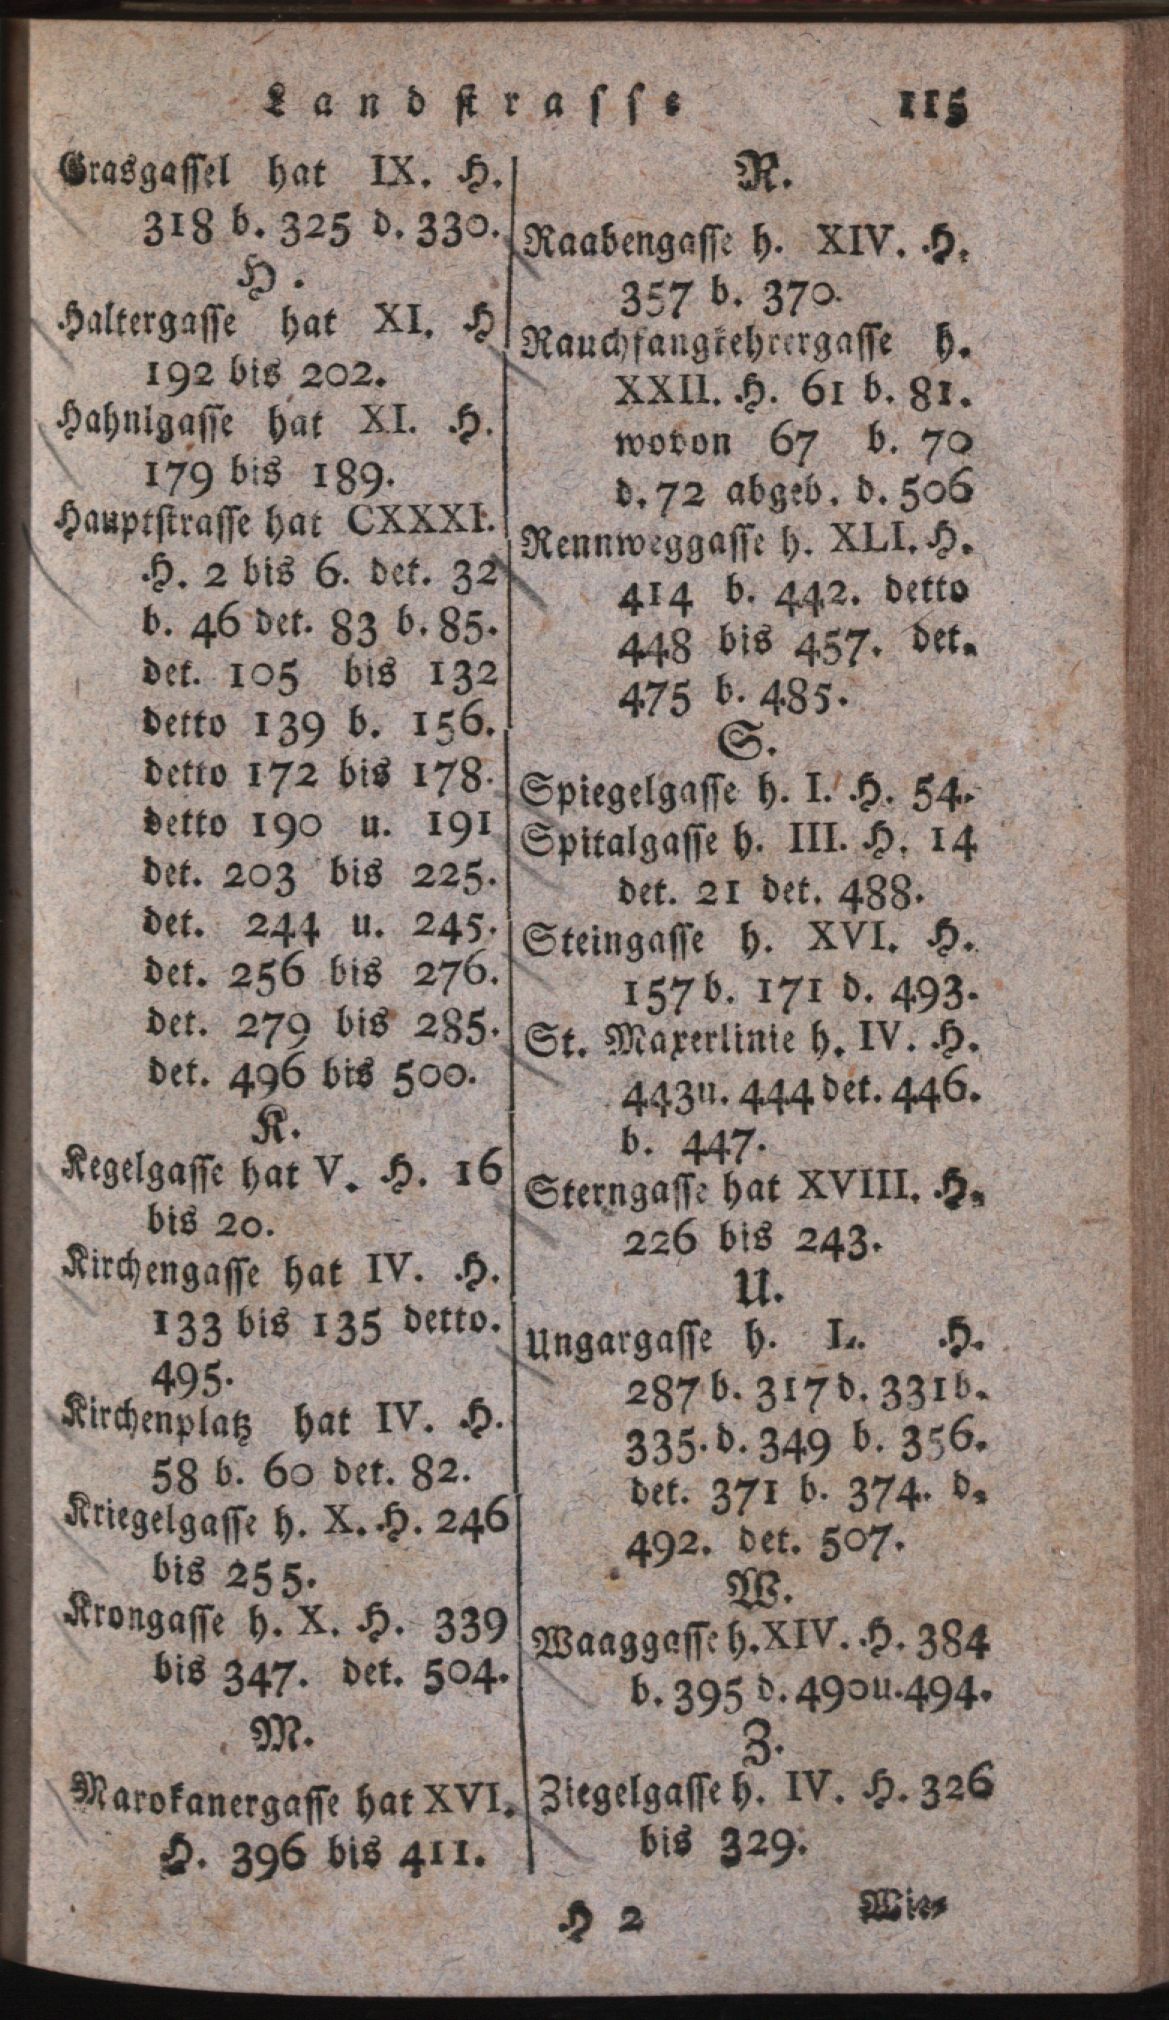 Landstrasse 115
Grasgassel hat IX. H.
318 b. 325 d. 330.
H.
Haltergasse hat XI. H
192 bis 202.
Hahnlgasse hat XI. H.
179 bis 189.
Hauptstrasse hat CXXXI.
H. 2 bis 6. det. 32
b. 46 det. 83 b. 85.
det. 105 bis 132
detto 139 b. 156.
detto 172 bis 178.
detto 190 u. 191
det. 203 bis 225.
det. 244 u. 245.
det. 256 bis 276.
det. 279 bis 285.
det. 496 bis 500.
K.
Kegelgasse hat V. H. 16
bis 20.
Kirchengasse hat IV. H.
133 bis 135 detto.
495.
Kirchenplatz hat IV. H.
58 b. 60 det. 82.
Kriegelgasse h. X. H. 246
bis 255.
Krongasse h. X. H. 339
bis 347. det. 504.
M.
Marokanergasse hat XVI.
H. 396 bis 411.
R.
Raabengasse h. XIV. H.
357 b. 370.
Rauchfangkehrergasse h.
XXII. H. 61 b. 81.
wovon 67 b. 70
d. 72 abgeb. d. 506
Rennweggasse h. XLI. H.
414 b. 442. detto
448 bis 457. det.
475 b. 485.
S.
Spiegelgasse h. I. H. 54.
Spitalgasse h. III. H. 14
det. 21 det. 488.
Steingasse h. XVI. H.
157 b. 171 d. 493.
St. Maxerlinie h. IV. H.
443 u. 444 det. 446.
b. 447.
Sterngasse hat XVIII. H.
226 bis 243.
U.
Ungargasse h. L. H.
287 b. 317 d. 331 b.
335. d. 349 b. 356.
det. 371 b. 374. d.
492. det. 507.
W.
Waaggasse h. XIV. H. 384
b. 395 d. 490 u. 494.
Z.
Ziegelgasse h. IV. H. 326
bis 329.
H 2 Wie-